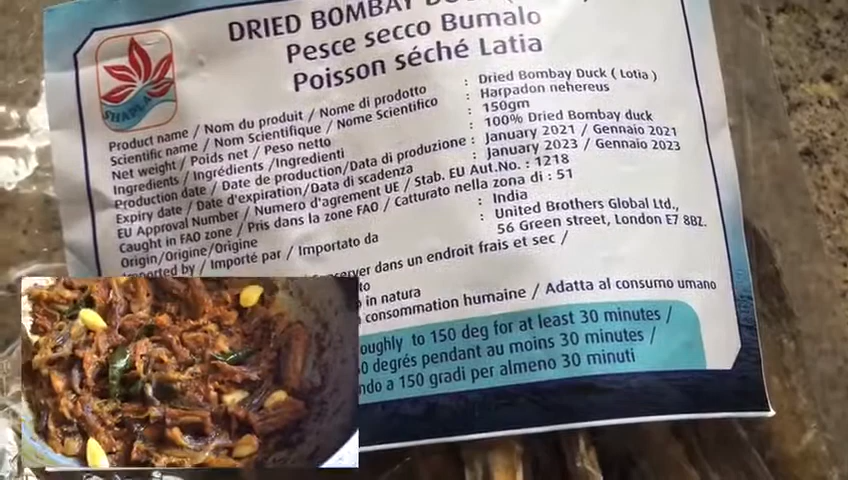 DRIED BOMBAY DUCK
Pesce secco Bumalo
Poisson séché Latia
SHAPLA
Product name / Nom du produit / Nome di prodotto : Dried Bombay Duck ( Lotia )
Scientific name / Nom Scientifique / Nome Scientifico : Harpadon nehereus
Net weight / Poids net / Peso netto : 150gm
Ingredients / Ingrédients / Ingredienti : 100% Dried Bombay duck
Production date / Date de production / Data di produzione : January 2021 / Gennaio 2021
Expiry date / Date d'expiration / Data di scadenza : January 2023 / Gennaio 2023
EU Approval Number / Numero d'agrement UE / Stab. EU Aut.No. : 1218
Caught in FAO zone / Pris dans la zone FAO / Catturato nella zona di : 51
Origin/Origine/Origine : India
Imported by / Importé par / Importato da : United Brothers Global Ltd.,
56 Green Street, London E7 8BZ.
Conserver dans un endroit frais et sec /
in natura
consommation humaine / Adatta al consumo umano
roughly to 150 deg for at least 30 minutes /
degrés pendant au moins 30 minutes /
a 150 gradi per almeno 30 minuti